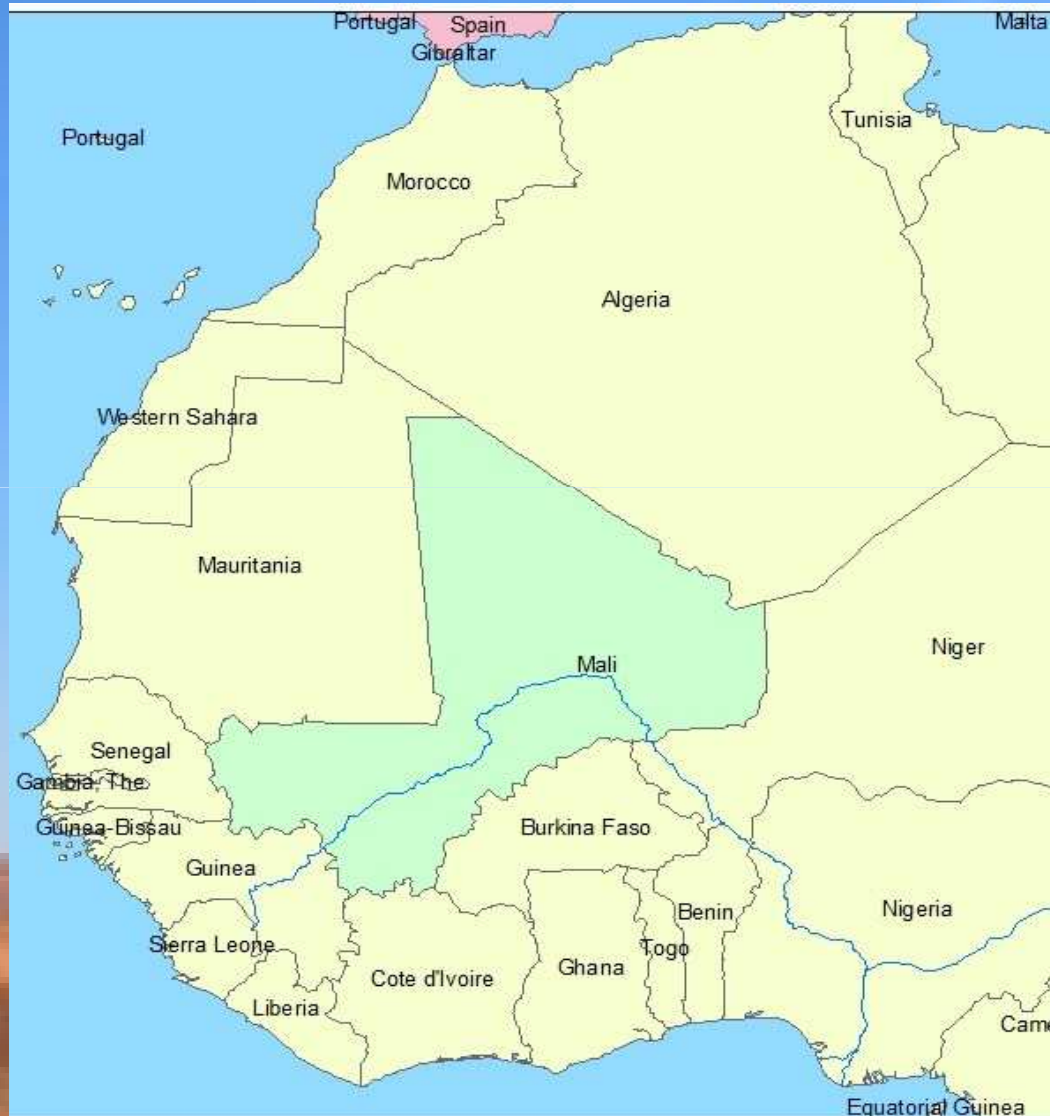 Portugal
Spain
Malta
Gibraltar
Tunisia
Portugal
Morocco
Algeria
Western Sahara
Mauritania
Niger
Mali
Senegal
Gambia, The
Guinea-Bissau
Burkina Faso
Guinea
Benin
Nigeria
Sierra Leone
Togo
Ghana
Cote d'Ivoire
Liberia
Came
Equatorial Guinea